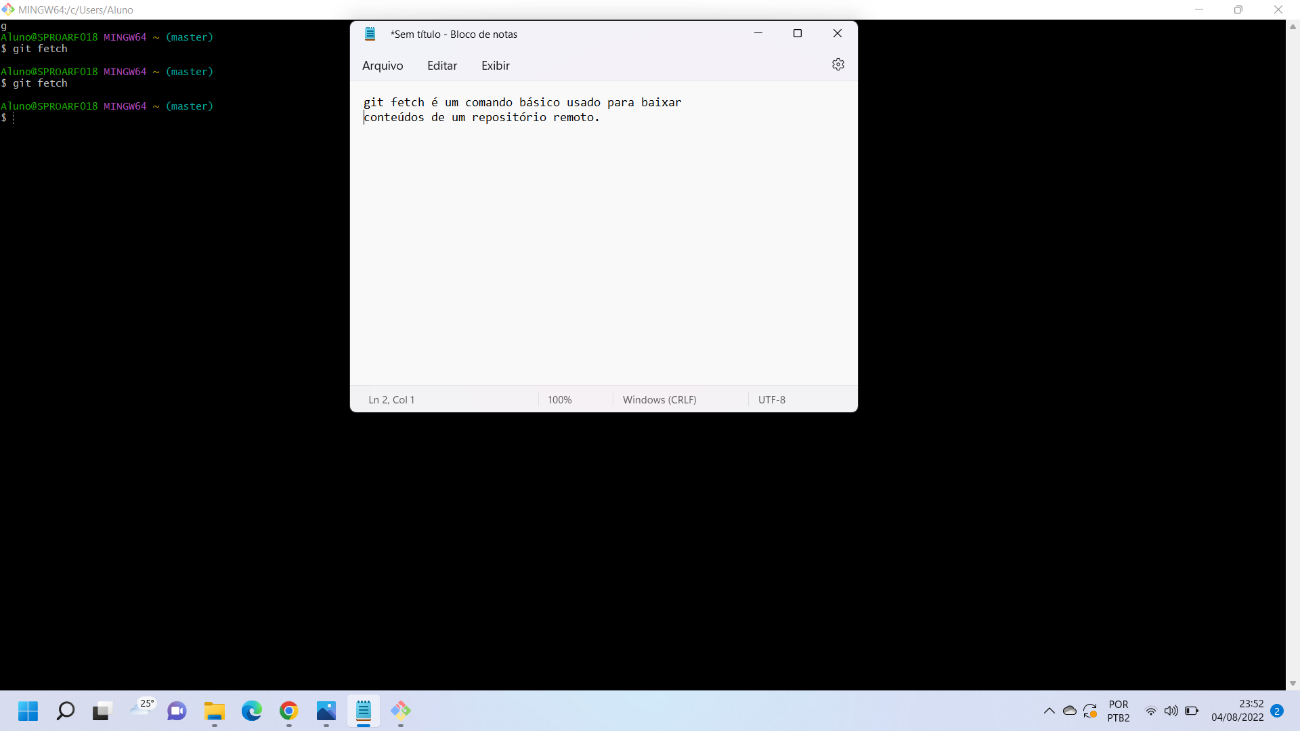 MINGW64:/c/Users/Aluno
g
Aluno@SPROARF018 MINGW64 ~ (master)
$ git fetch
Aluno@SPROARF018 MINGW64 ~ (master)
$ git fetch
Aluno@SPROARF018 MINGW64 ~ (master)
$
*Sem título - Bloco de notas
Arquivo Editar Exibir
git fetch é um comando básico usado para baixar
conteúdos de um repositório remoto.
Ln 2, Col 1 100% Windows (CRLF) UTF-8
25°
POR
PTB2
23:52
04/08/2022
2